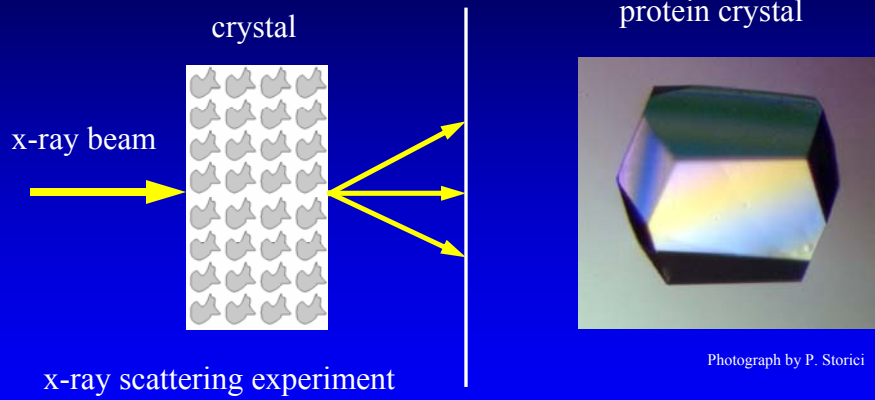 crystal
x-ray beam
x-ray scattering experiment
protein crystal
Photograph by P. Storici